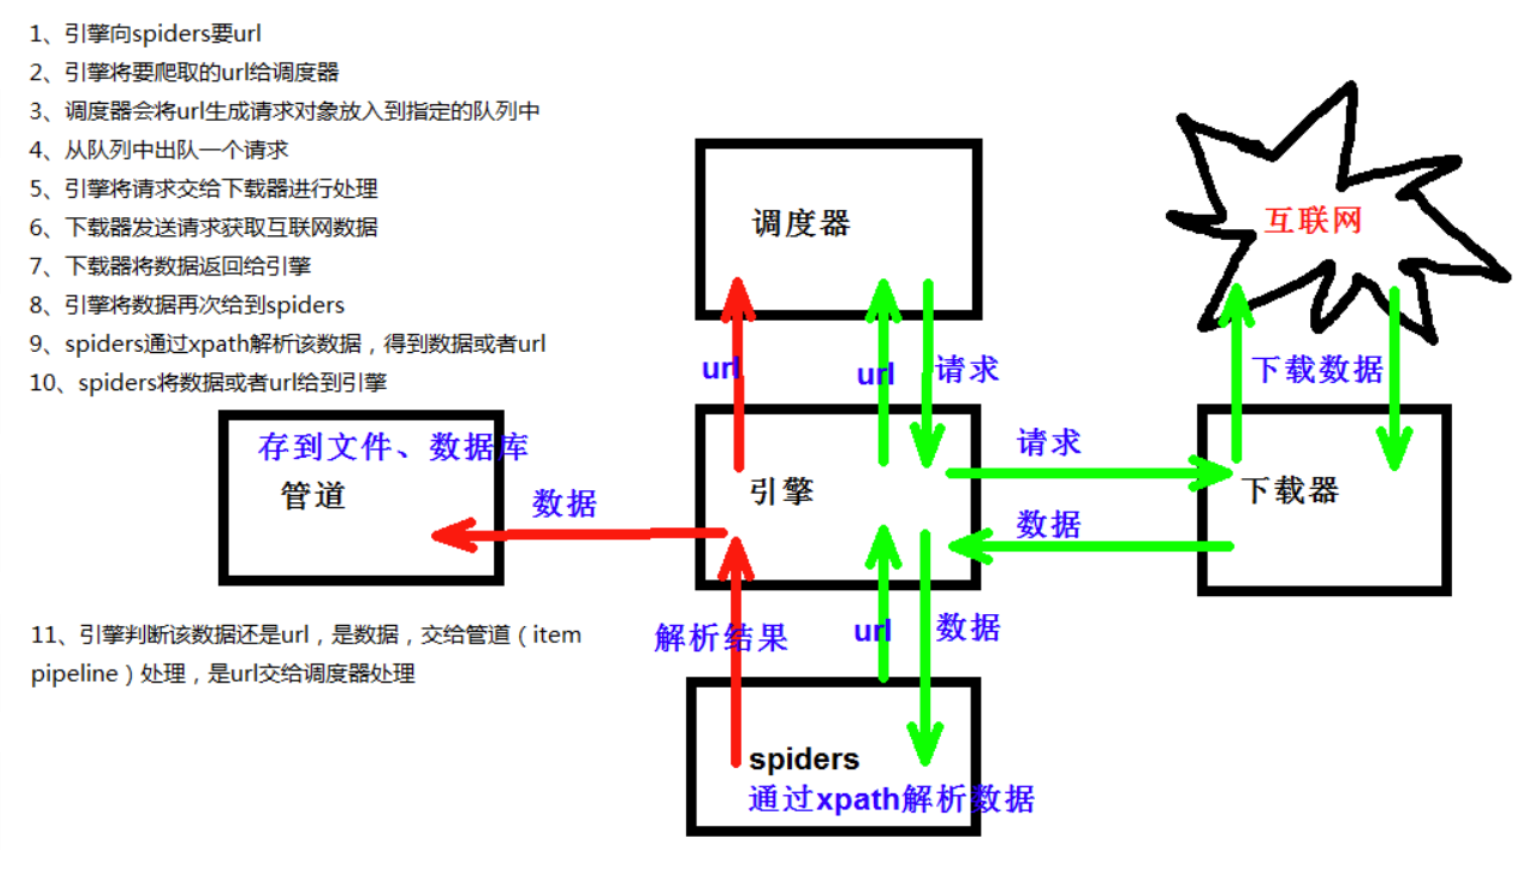 1、引擎向spiders要url
2、引擎将要爬取的url给调度器
3、调度器会将url生成请求对象放入到指定的队列中
4、从队列中出队一个请求
5、引擎将请求交给下载器进行处理
6、下载器发送请求获取互联网数据
7、下载器将数据返回给引擎
8、引擎将数据再次给到spiders
9、spiders通过xpath解析该数据，得到数据或者url
10、spiders将数据或者url给到引擎
调度器
互联网
url
url
请求
下载数据
存到文件、数据库
管道
数据
引擎
请求
数据
下载器
11、引擎判断该数据还是url，是数据，交给管道（item
pipeline）处理，是url交给调度器处理
解析结果
url
数据
spiders
通过xpath解析数据